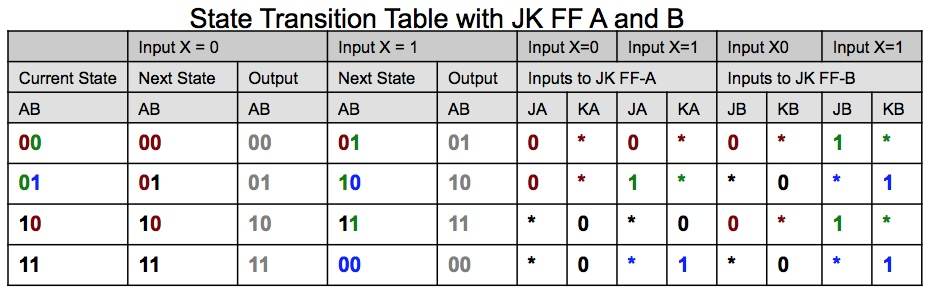 State Transition Table with JK FF A and B
Input X = 0 Input X = 1 Input X=0 Input X=1 Input X0 Input X=1
Current State Next State Output Next State Output Inputs to JK FF-A Inputs to JK FF-B
AB AB AB AB AB JA KA JA KA JB KB JB KB
00 00 00 01 01 0 * 0 * 0 * 1 *
01 01 01 10 10 0 * 1 * * 0 * 1
10 10 10 11 11 * 0 * 0 0 * 1 *
11 11 11 00 00 * 0 * 1 * 0 * 1